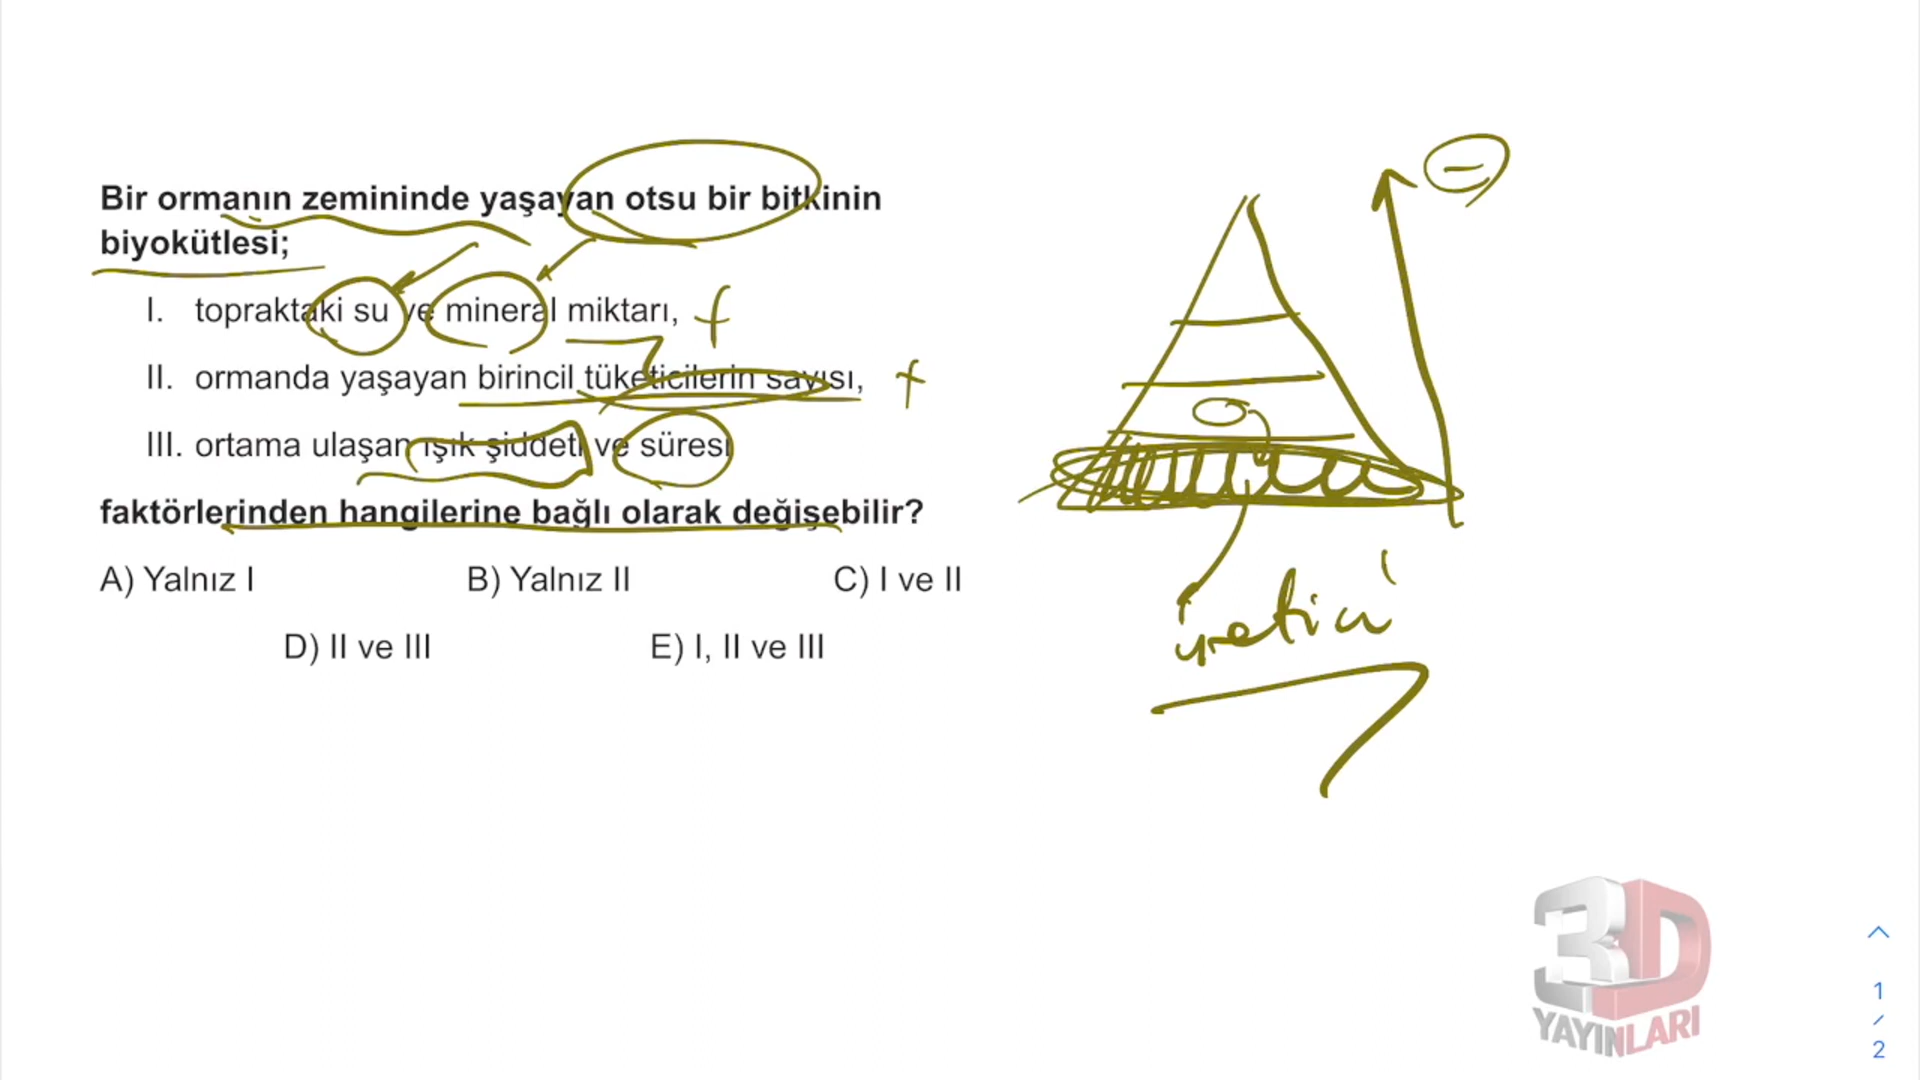 Bir ormanın zemininde yaşayan otsu bir bitkinin
biyokütlesi;
I. topraktaki su ve mineral miktarı, +
II. ormanda yaşayan birincil tüketicilerin sayısı, +
III. ortama ulaşan ışık şiddeti ve süresi
faktörlerinden hangilerine bağlı olarak değişebilir?
A) Yalnız I B) Yalnız II C) I ve II
D) II ve III E) I, II ve III
−
üretici
3D
YAYINLARI
1
/
2